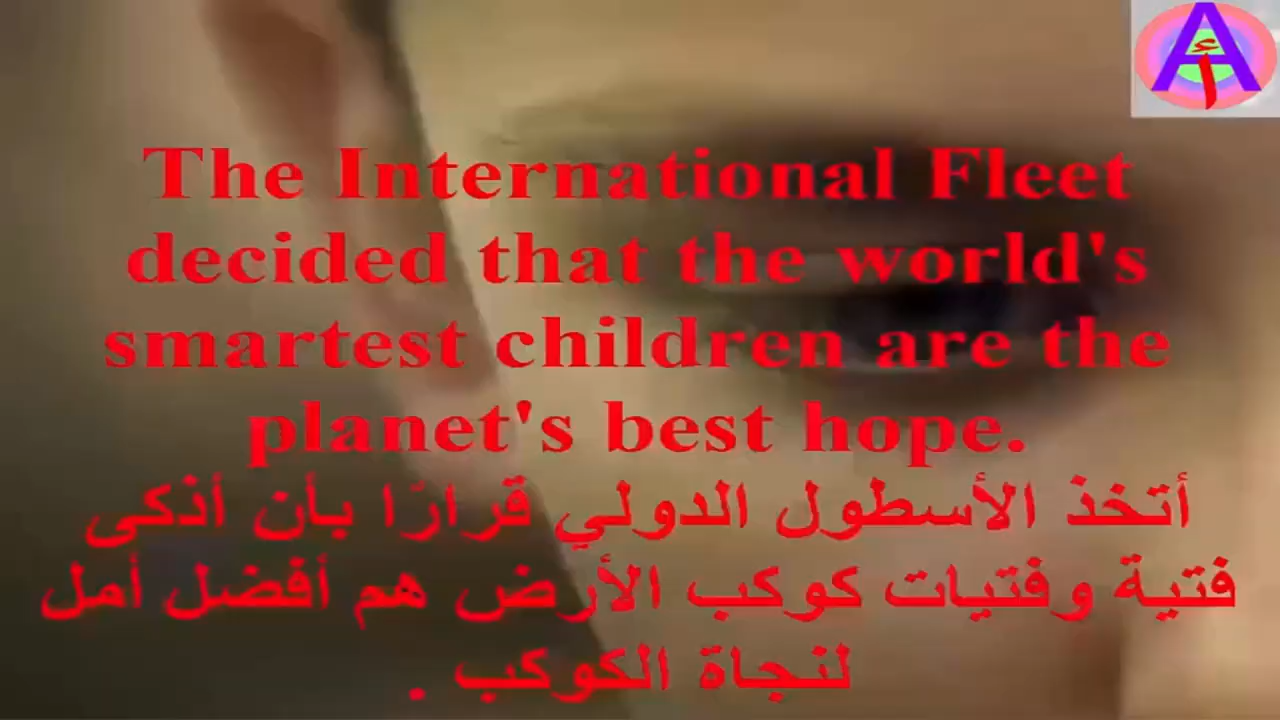 A
أ
The International Fleet
decided that the world's
smartest children are the
planet's best hope.
أتخذ الأسطول الدولي قرارًا بأن أذكى
فتية وفتيات كوكب الأرض هم أفضل أمل
لنجاة الكوكب .